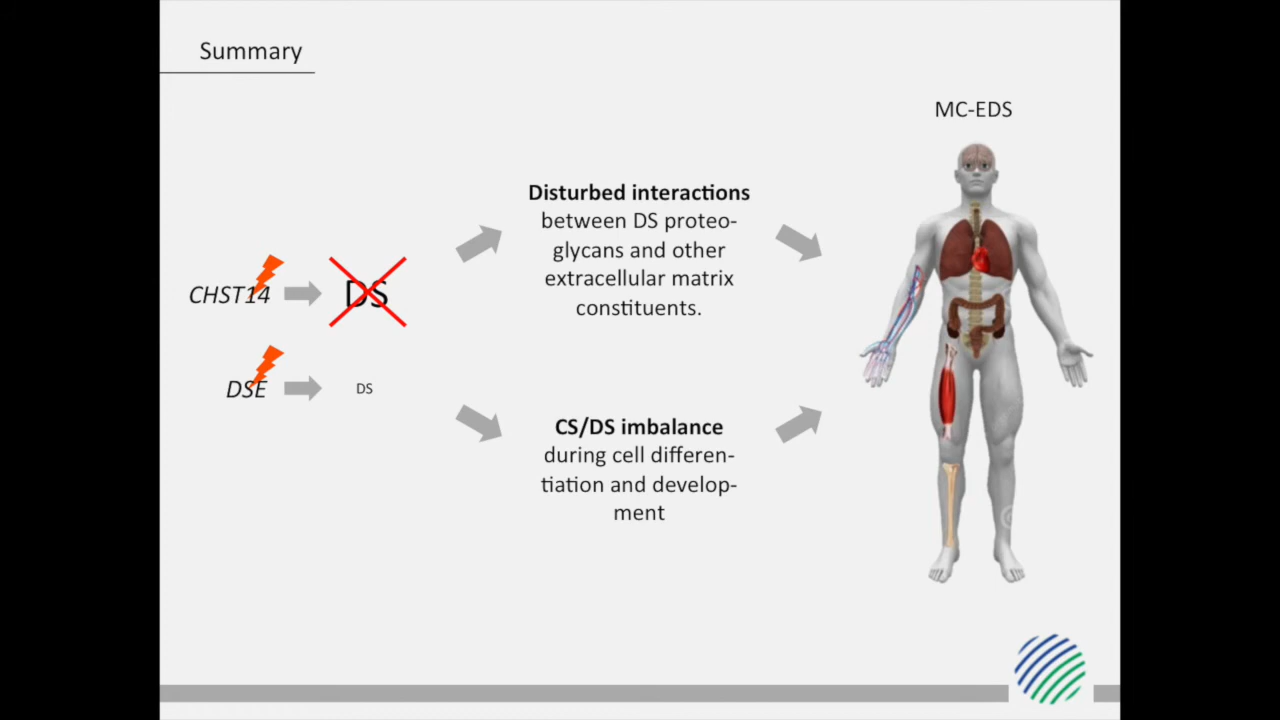 Summary
MC-EDS
Disturbed interactions
between DS proteo-
glycans and other
extracellular matrix
constituents.
CHST14
DS
DSE
DS
CS/DS imbalance
during cell differen-
tiation and develop-
ment